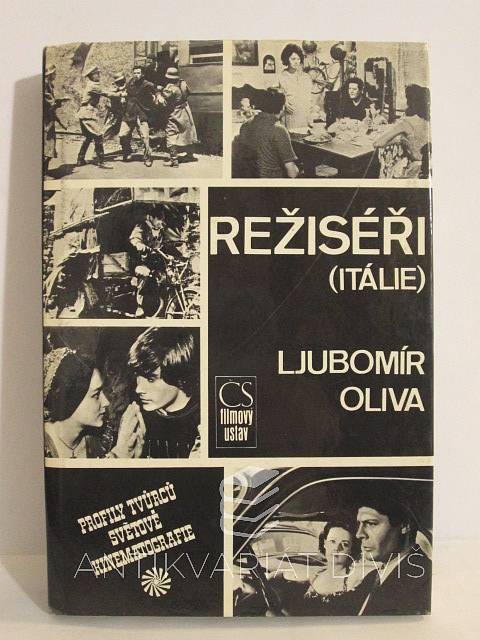 REŽISÉŘI
(ITÁLIE)
LJUBOMÍR
OLIVA
ČS
filmový
ústav
PROFILY TVŮRCŮ
SVĚTOVÉ
KINEMATOGRAFIE
ANTIKVARIÁT DIVIŠ